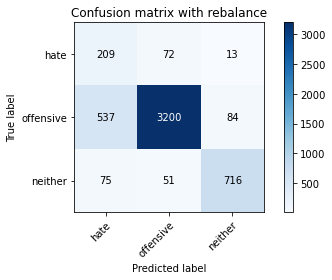 Confusion matrix with rebalance
hate 209 72 13
offensive 537 3200 84
neither 75 51 716
hate offensive neither
True label
Predicted label
3000
2500
2000
1500
1000
500